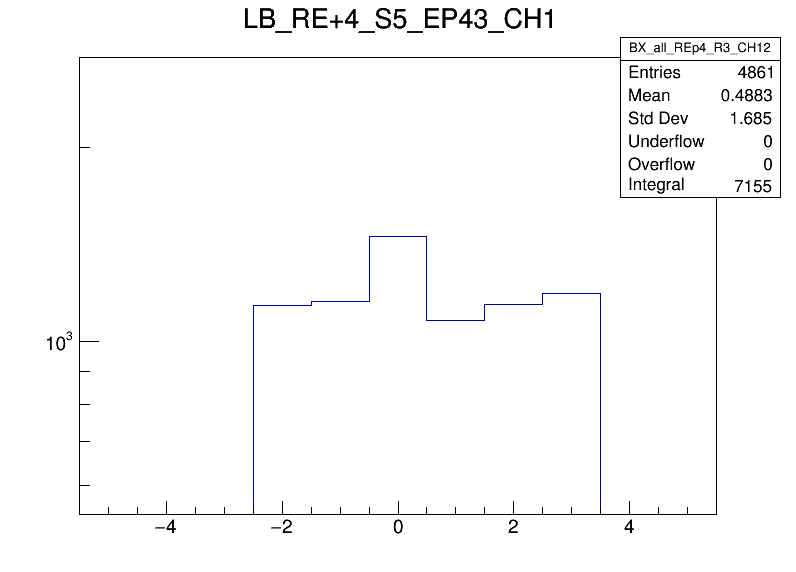 LB_RE+4_S5_EP43_CH1
BX_all_REp4_R3_CH12
Entries 4861
Mean 0.4883
Std Dev 1.685
Underflow 0
Overflow 0
Integral 7155
10³
−4 −2 0 2 4